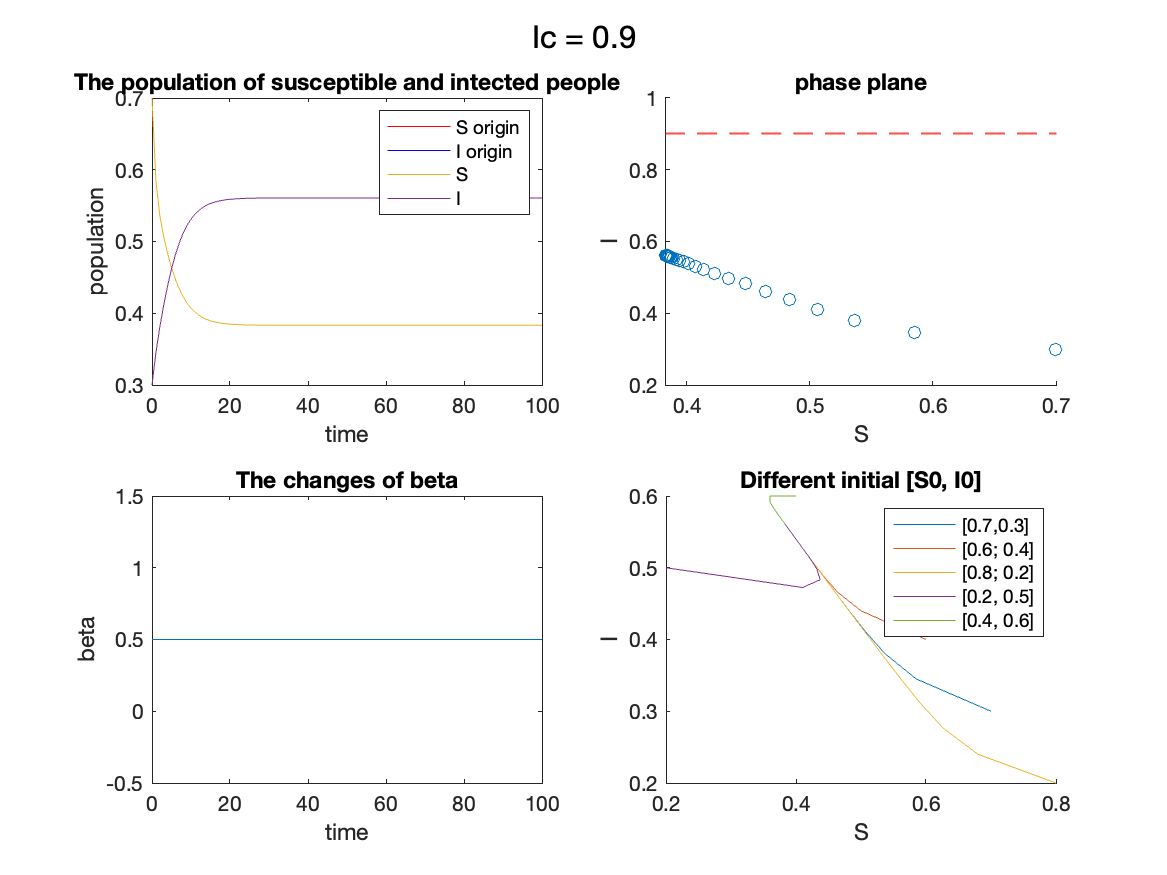 Ic = 0.9
The population of susceptible and intected people
0.7
0.6
0.5
0.4
0.3
population
0
20
40
60
80
100
time
S origin
I origin
S
I
phase plane
1
0.8
0.6
0.4
0.2
I
0.4
0.5
0.6
0.7
S
The changes of beta
1.5
1
0.5
0
-0.5
beta
0
20
40
60
80
100
time
Different initial [S0, I0]
0.6
0.5
0.4
0.3
0.2
I
0.2
0.4
0.6
0.8
S
[0.7,0.3]
[0.6; 0.4]
[0.8; 0.2]
[0.2, 0.5]
[0.4, 0.6]